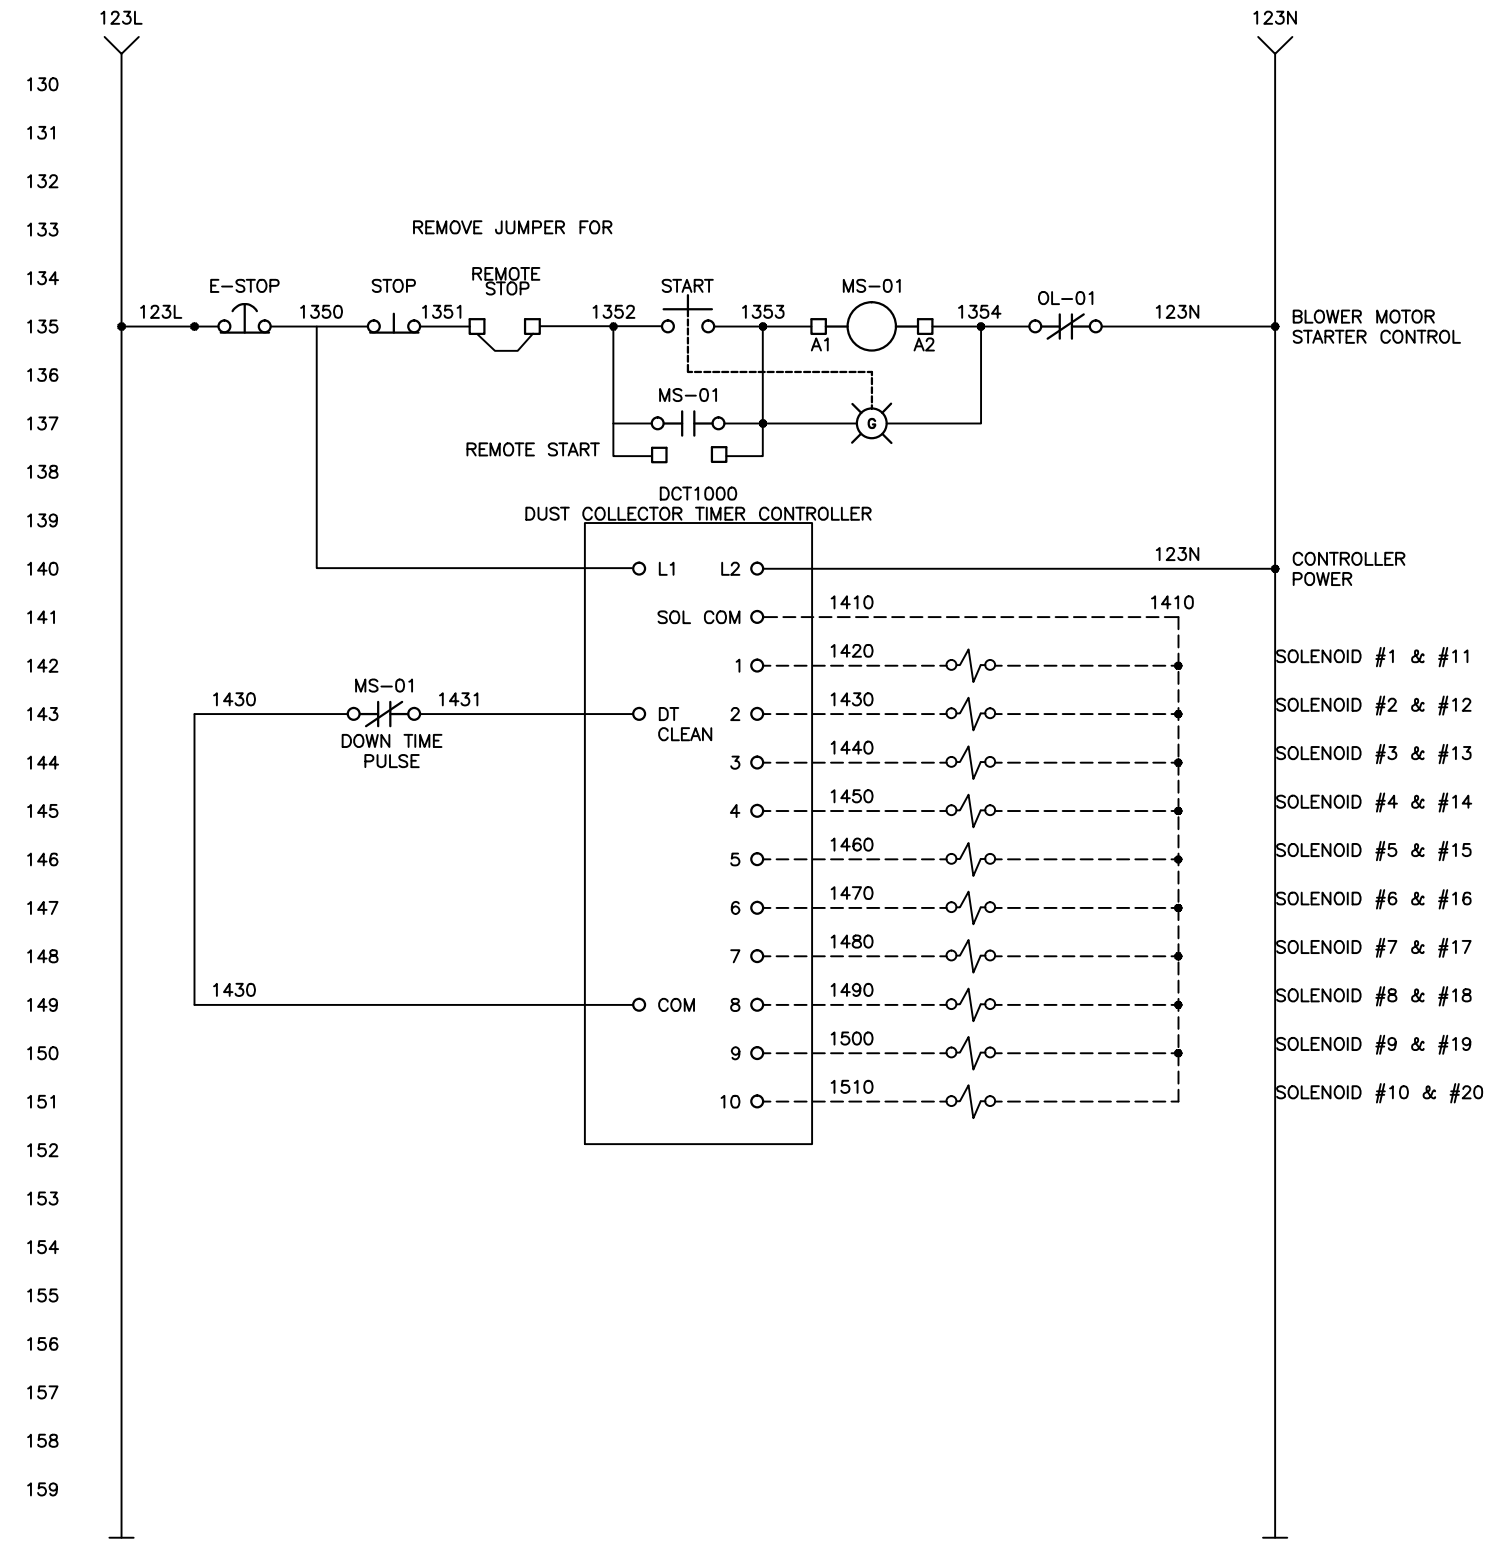 123L 123N
130
131
132
133 REMOVE JUMPER FOR
134 E-STOP STOP REMOTE STOP START MS-01 OL-01
135 123L 1350 1351 1352 1353 A1 A2 1354 123N BLOWER MOTOR
STARTER CONTROL
136
MS-01
137 G
REMOTE START
138
DCT1000
139 DUST COLLECTOR TIMER CONTROLLER
140 L1 L2 123N CONTROLLER
POWER
141 SOL COM 1410 1410
142 1 1420 SOLENOID #1 & #11
MS-01
143 1430 1431 DT 2 1430 SOLENOID #2 & #12
CLEAN
DOWN TIME
144 PULSE 3 1440 SOLENOID #3 & #13
145 4 1450 SOLENOID #4 & #14
146 5 1460 SOLENOID #5 & #15
147 6 1470 SOLENOID #6 & #16
148 7 1480 SOLENOID #7 & #17
149 1430 COM 8 1490 SOLENOID #8 & #18
150 9 1500 SOLENOID #9 & #19
151 10 1510 SOLENOID #10 & #20
152
153
154
155
156
157
158
159